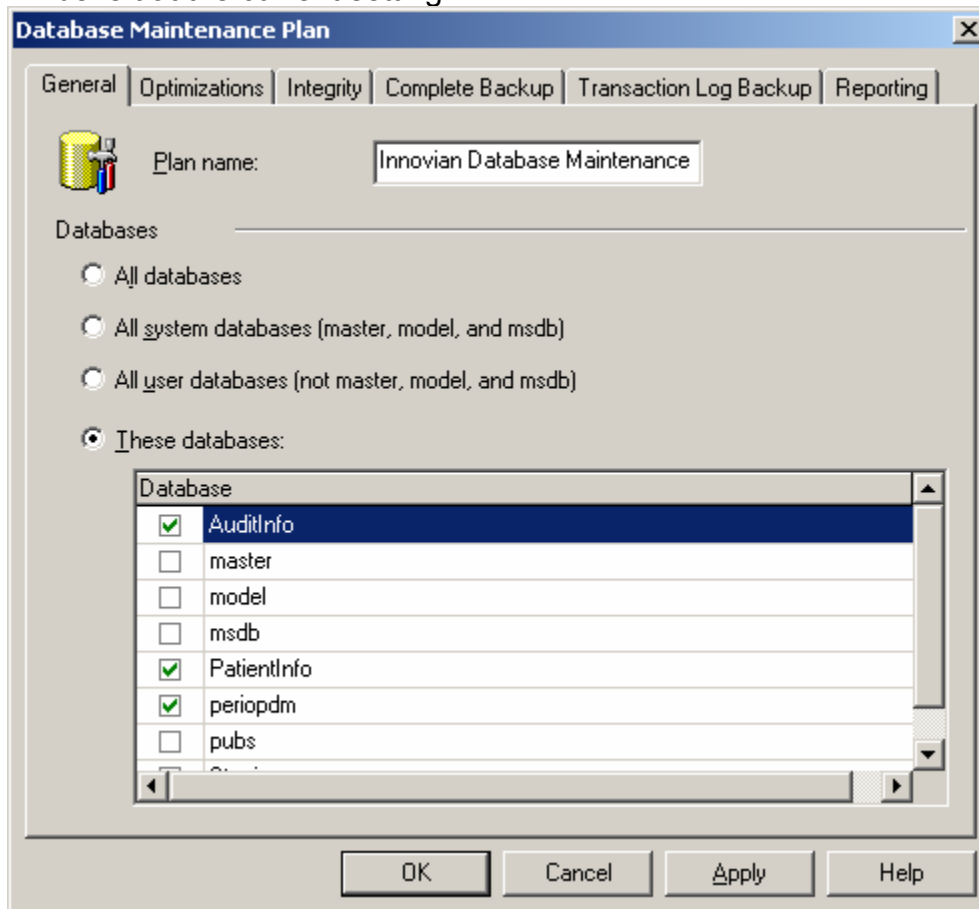 Database Maintenance Plan
General Optimizations Integrity Complete Backup Transaction Log Backup Reporting
Plan name: Innovian Database Maintenance
Databases
All databases
All system databases (master, model, and msdb)
All user databases (not master, model, and msdb)
These databases:
Database
AuditInfo
master
model
msdb
PatientInfo
periopdm
pubs
OK Cancel Apply Help